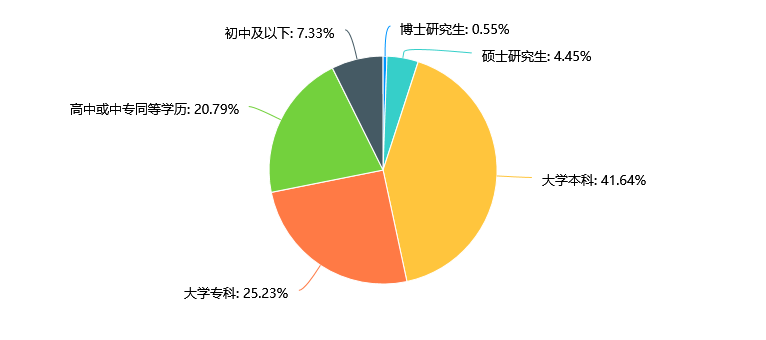 初中及以下: 7.33%
博士研究生: 0.55%
硕士研究生: 4.45%
高中或中专同等学历: 20.79%
大学本科: 41.64%
大学专科: 25.23%